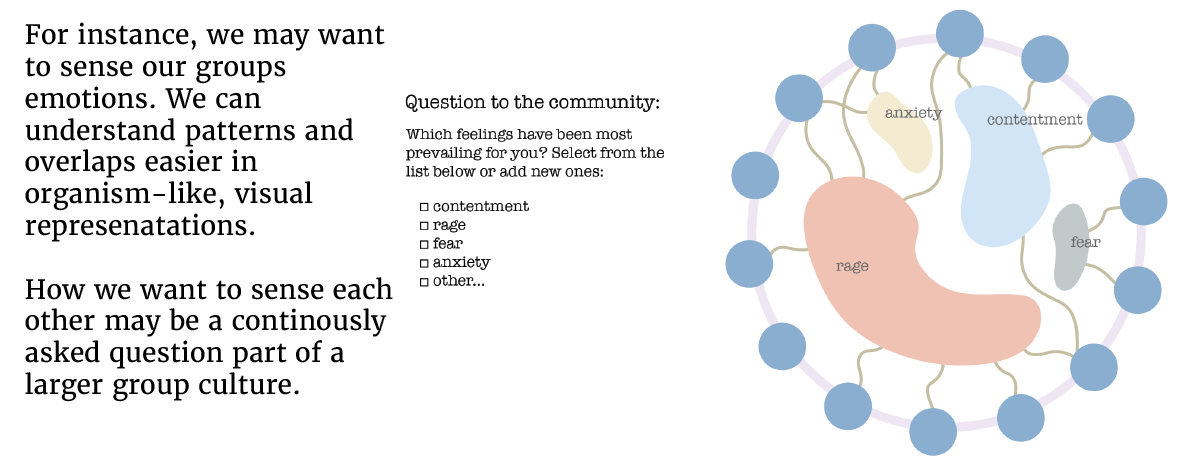 For instance, we may want
to sense our groups
emotions. We can
understand patterns and
overlaps easier in
organism-like, visual
represenatations.
How we want to sense each
other may be a continously
asked question part of a
larger group culture.
Question to the community:
Which feelings have been most
prevailing for you? Select from the
list below or add new ones:
contentment
rage
fear
anxiety
other...
anxiety
contentment
fear
rage